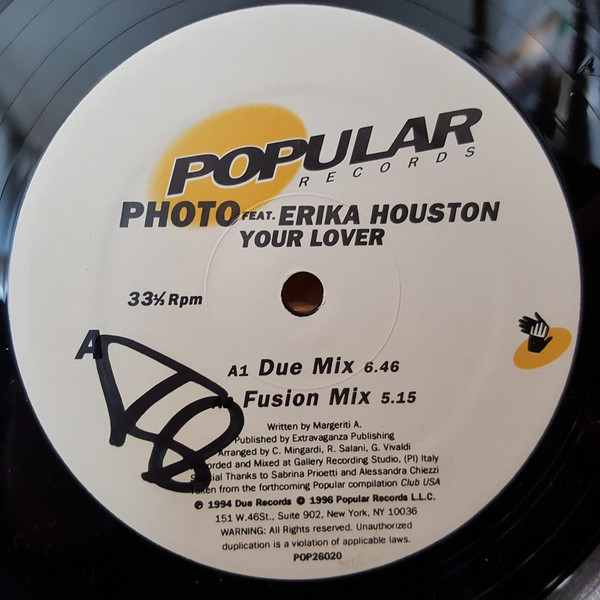 POPULAR
RECORDS
PHOTO FEAT. ERIKA HOUSTON
YOUR LOVER
33⅓ Rpm
A
A1 Due Mix 6.46
Fusion Mix 5.15
Written by Margeriti A.
Published by Extravaganza Publishing
Arranged by C. Mingardi, R. Salani, G. Vivaldi
and Mixed at Gallery Recording Studio, (PI) Italy
Thanks to Sabrina Prioetti and Alessandra Chiezzi
Taken from the forthcoming Popular compilation Club USA
℗ 1994 Due Records © 1996 Popular Records L.L.C.
151 W.46St., Suite 902, New York, NY 10036
WARNING: All Rights reserved. Unauthorized
duplication is a violation of applicable laws.
POP26020